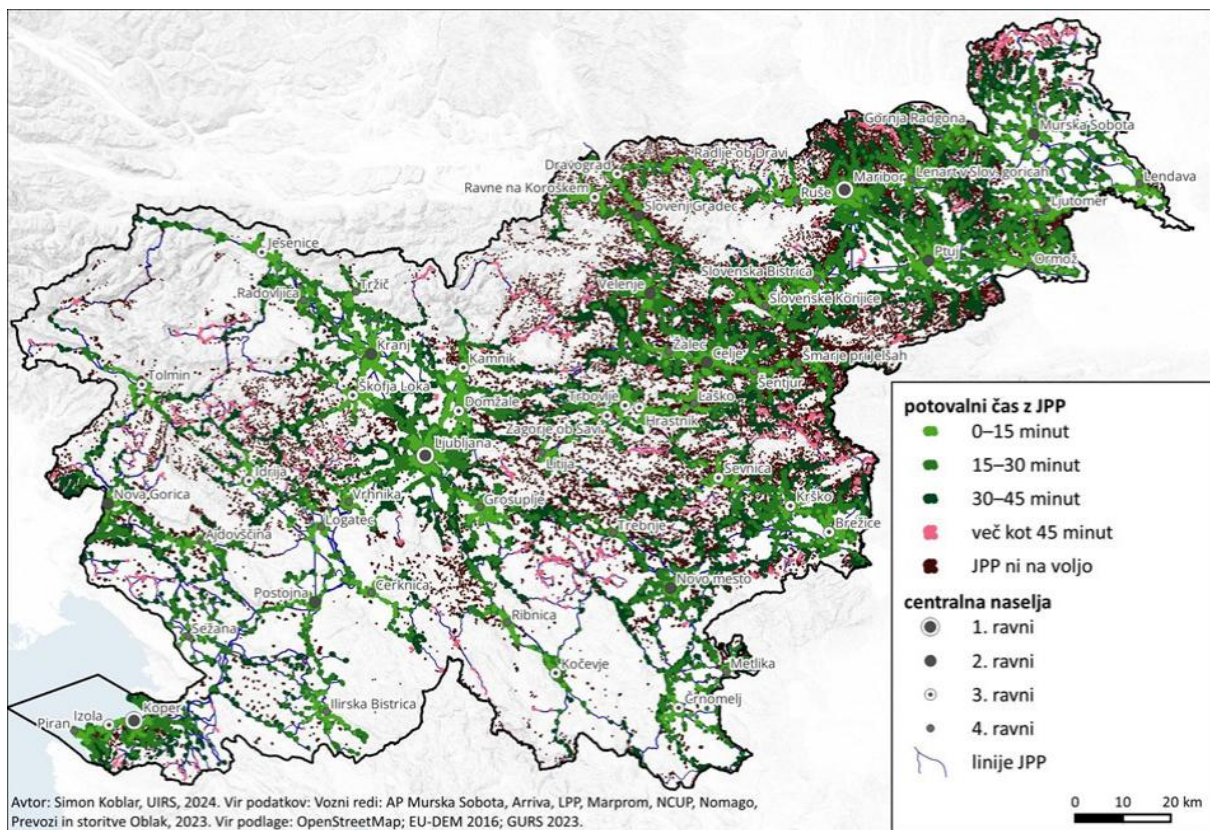 Gornja Radgona
Murska Sobota
Radlje ob Dravi
Dravograd
Maribor
Lenart v Slov. goricah
Ruše
Ravne na Koroškem
Lendava
Slovenj Gradec
Ljutomer
Jesenice
Ptuj
Ormož
Slovenska Bistrica
Velenje
Radovljica
Tržič
Slovenske Konjice
Kranj
Kamnik
Žalec
Celje
Šmarje pri Jelšah
Tolmin
Škofja Loka
Šentjur
Trbovlje
Laško
Domžale
Hrastnik
Zagorje ob Savi
Ljubljana
Litija
Idrija
Sevnica
Nova Gorica
Vrhnika
Grosuplje
Krško
Logatec
Trebnje
Brežice
Ajdovščina
Novo mesto
Cerknica
Postojna
Ribnica
Sežana
Metlika
Kočevje
Črnomelj
Ilirska Bistrica
Koper
Izola
Piran
potovalni čas z JPP
0–15 minut
15–30 minut
30–45 minut
več kot 45 minut
JPP ni na voljo
centralna naselja
1. ravni
2. ravni
3. ravni
4. ravni
linije JPP
0 10 20 km
Avtor: Simon Koblar, UIRS, 2024. Vir podatkov: Vozni redi: AP Murska Sobota, Arriva, LPP, Marprom, NCUP, Nomago,
Prevozi in storitve Oblak, 2023. Vir podlage: OpenStreetMap; EU-DEM 2016; GURS 2023.